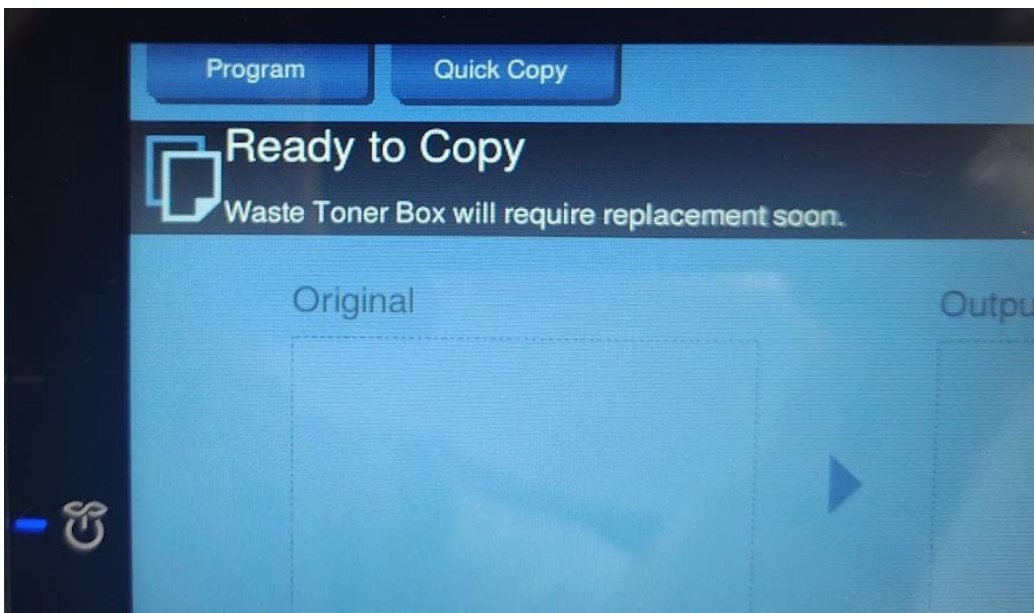 Program Quick Copy
Ready to Copy
Waste Toner Box will require replacement soon.
Original